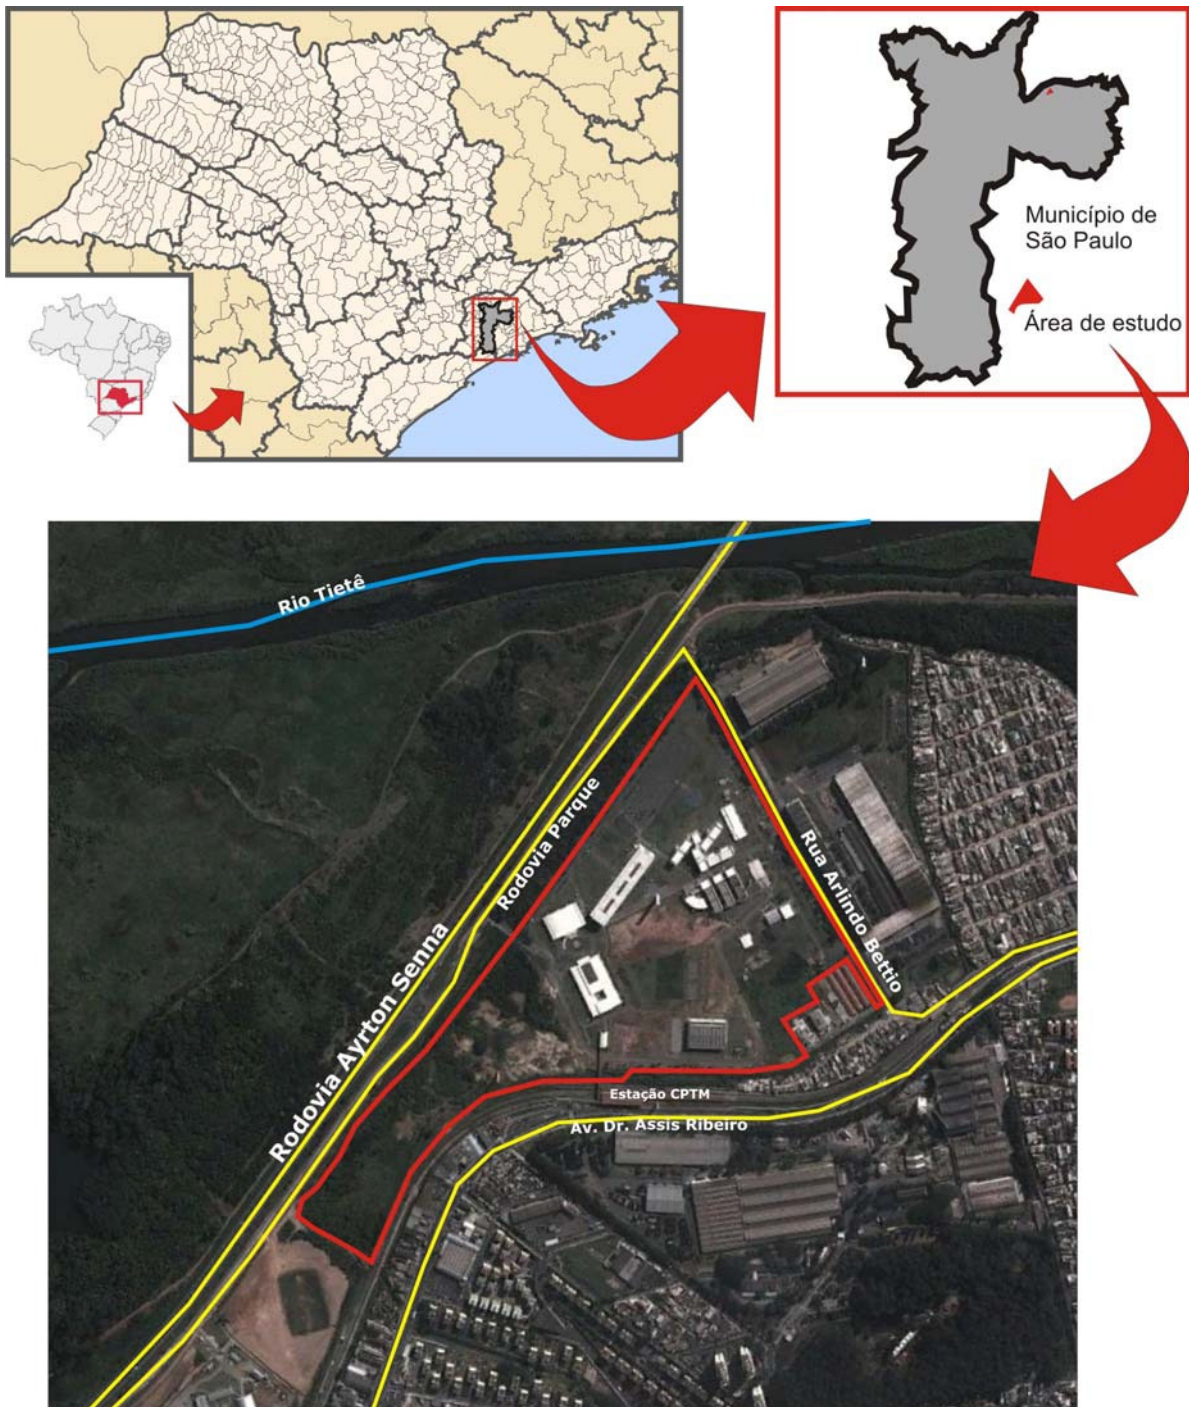 Município de
São Paulo
Área de estudo
Rio Tietê
Rodovia Parque
Rua Arlindo Bettio
Rodovia Ayrton Senna
Estação CPTM
Av. Dr. Assis Ribeiro